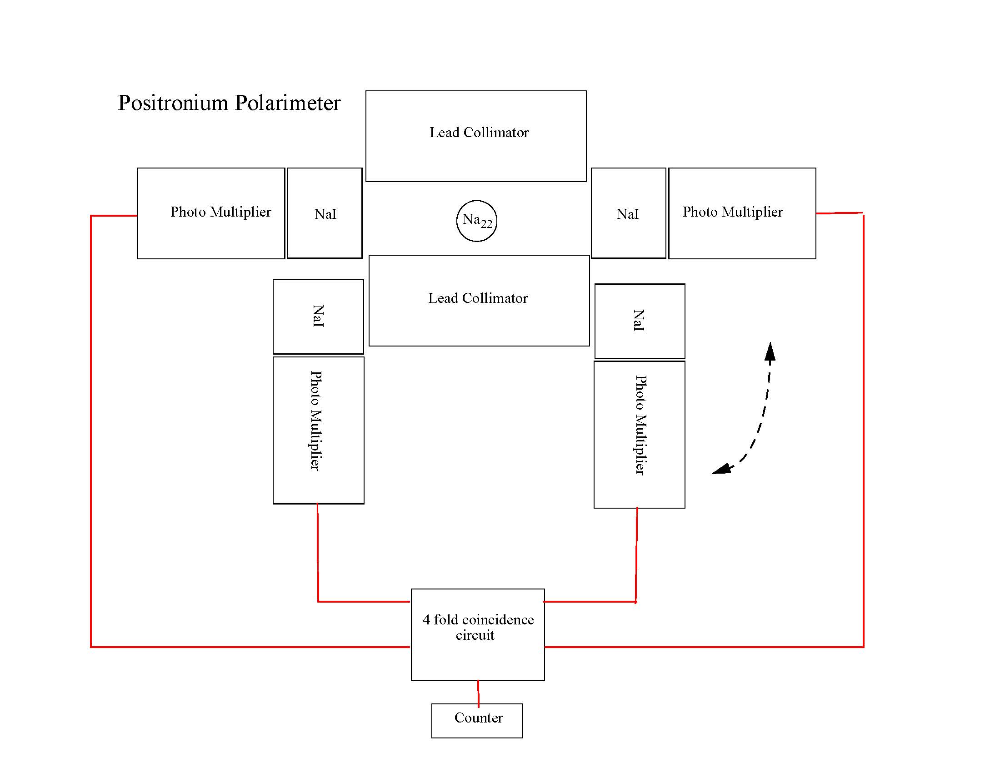 Positronium Polarimeter
Lead Collimator
Photo Multiplier
NaI
Na22
NaI
Photo Multiplier
Lead Collimator
NaI
NaI
Photo Multiplier
Photo Multiplier
4 fold coincidence
circuit
Counter